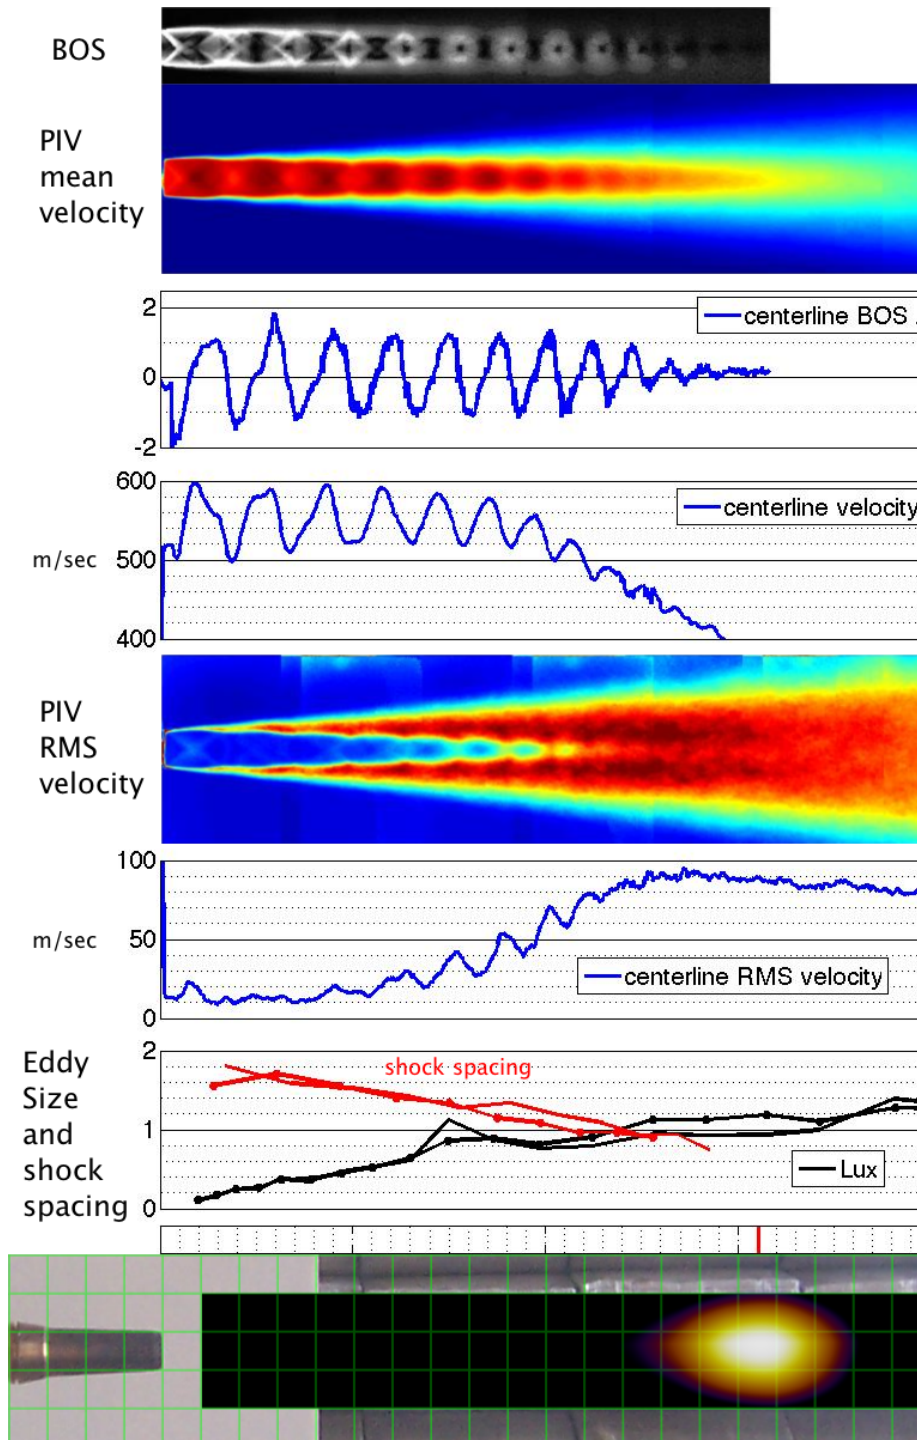 BOS
PIV
mean
velocity
2
0
-2
centerline BOS
600
500
400
m/sec
centerline velocity
PIV
RMS
velocity
100
50
0
m/sec
centerline RMS velocity
Eddy
Size
and
shock
spacing
2
1
0
shock spacing
Lux